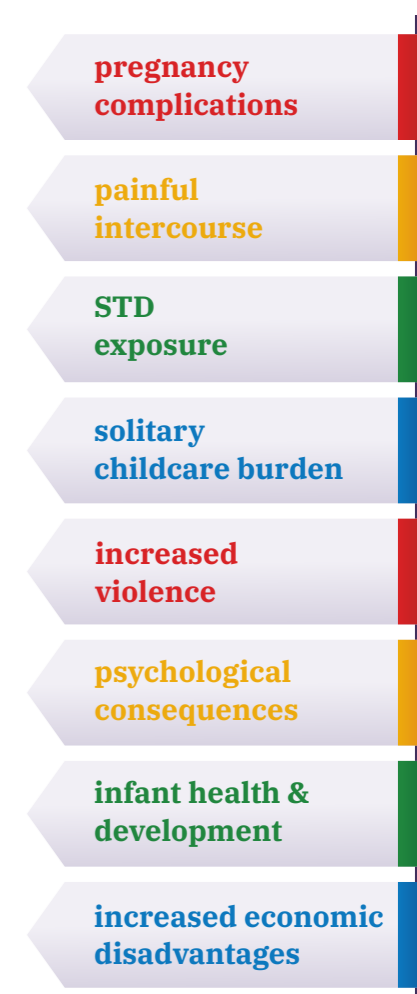 pregnancy
complications
painful
intercourse
STD
exposure
solitary
childcare burden
increased
violence
psychological
consequences
infant health &
development
increased economic
disadvantages